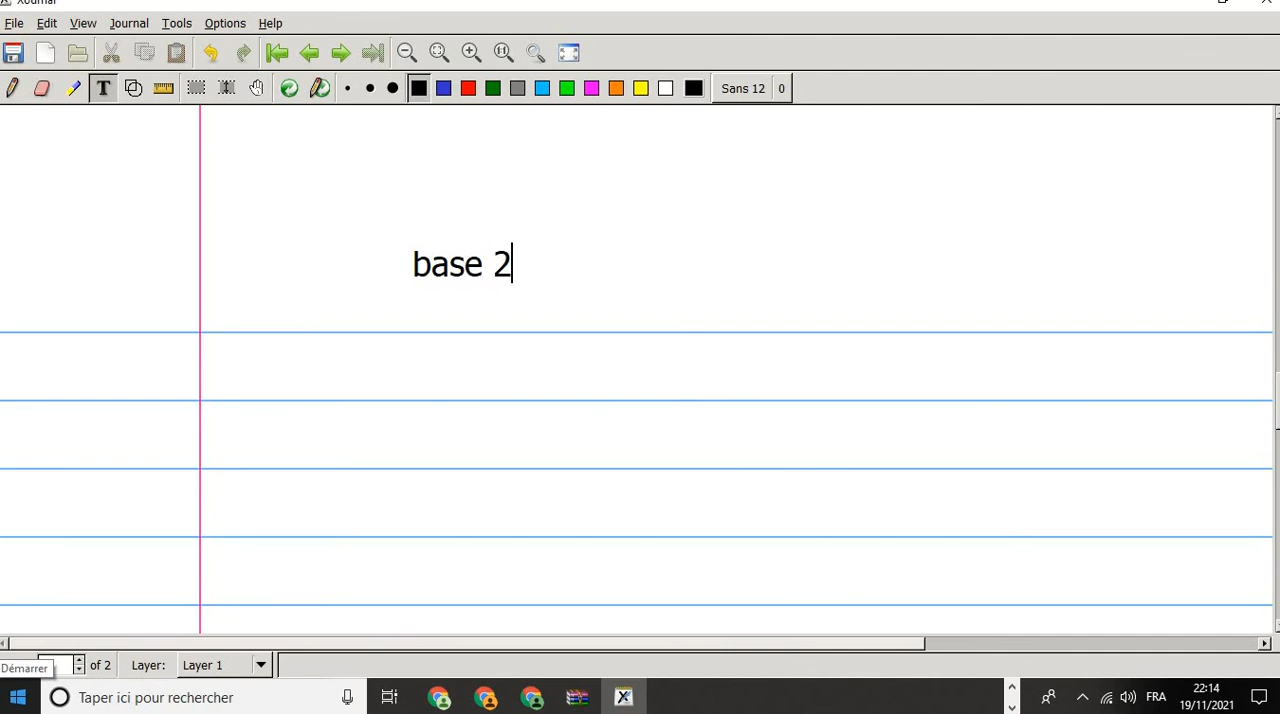 File Edit View Journal Tools Options Help
Sans 12 0
base 2
Démarrer of 2 Layer: Layer 1
Taper ici pour rechercher FRA 22:14
19/11/2021